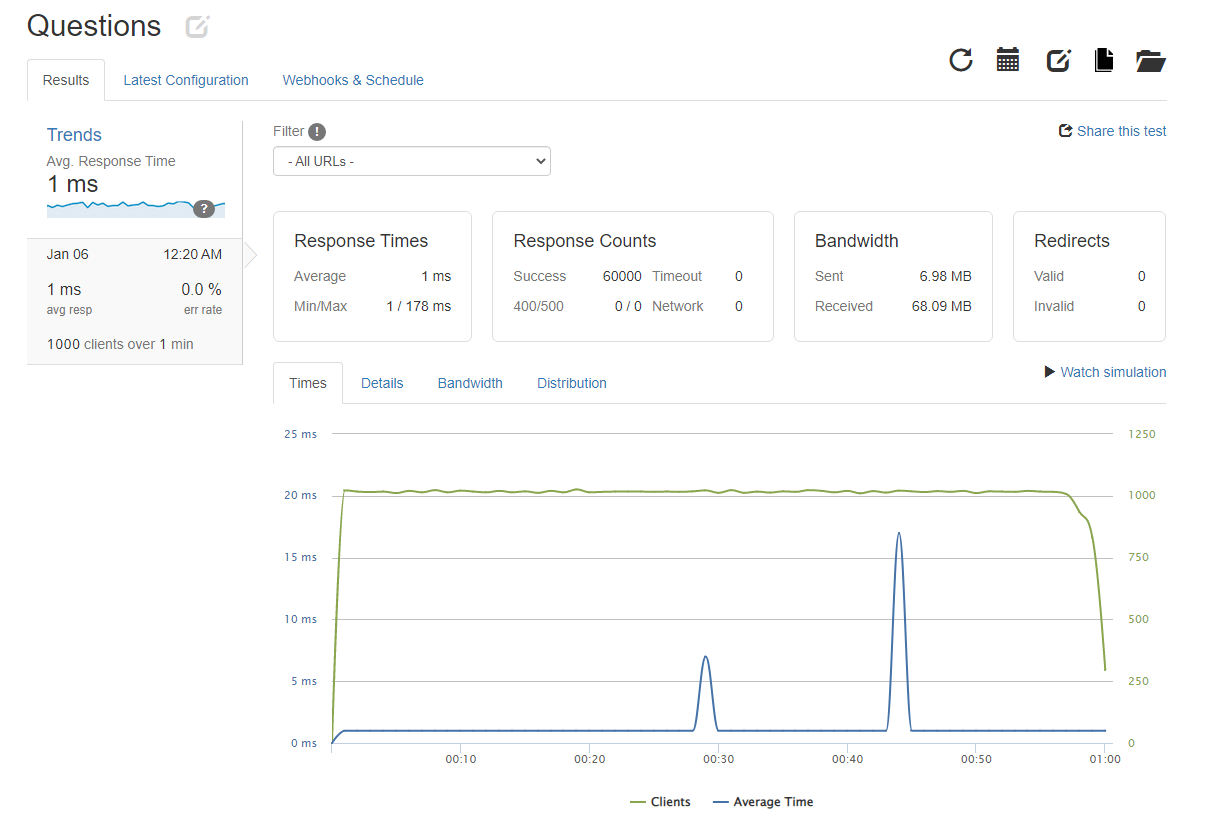 Questions
Results Latest Configuration Webhooks & Schedule
Trends
Avg. Response Time
1 ms
?
Jan 06 12:20 AM
1 ms 0.0 %
avg resp err rate
1000 clients over 1 min
Filter !
Share this test
- All URLs -
Response Times
Average 1 ms
Min/Max 1 / 178 ms
Response Counts
Success 60000 Timeout 0
400/500 0 / 0 Network 0
Bandwidth
Sent 6.98 MB
Received 68.09 MB
Redirects
Valid 0
Invalid 0
Times Details Bandwidth Distribution
Watch simulation
25 ms 1250
20 ms 1000
15 ms 750
10 ms 500
5 ms 250
0 ms 0
00:10 00:20 00:30 00:40 00:50 01:00
Clients Average Time